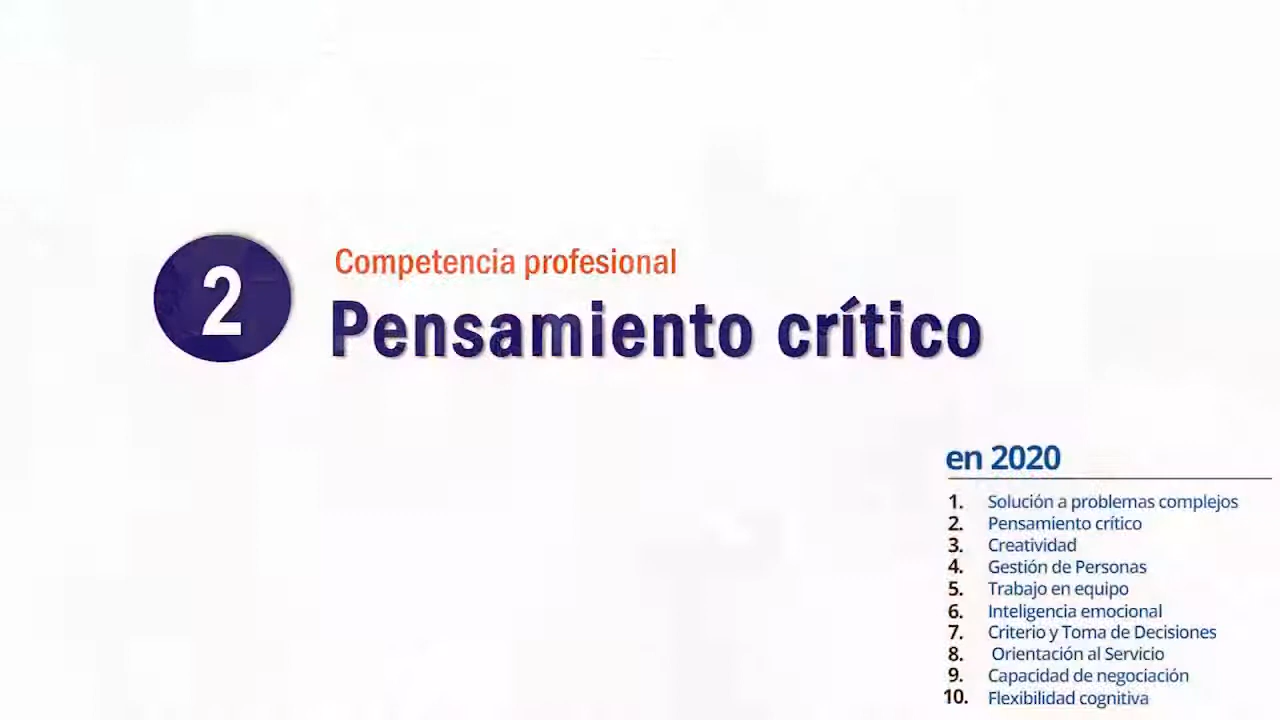 2
Competencia profesional
Pensamiento crítico
en 2020
1. Solución a problemas complejos
2. Pensamiento crítico
3. Creatividad
4. Gestión de Personas
5. Trabajo en equipo
6. Inteligencia emocional
7. Criterio y Toma de Decisiones
8. Orientación al Servicio
9. Capacidad de negociación
10. Flexibilidad cognitiva